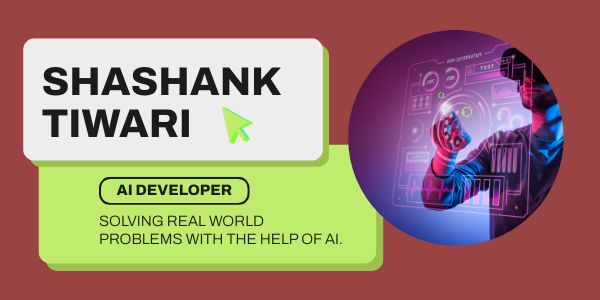 SHASHANK
TIWARI
AI DEVELOPER
SOLVING REAL WORLD
PROBLEMS WITH THE HELP OF AI.